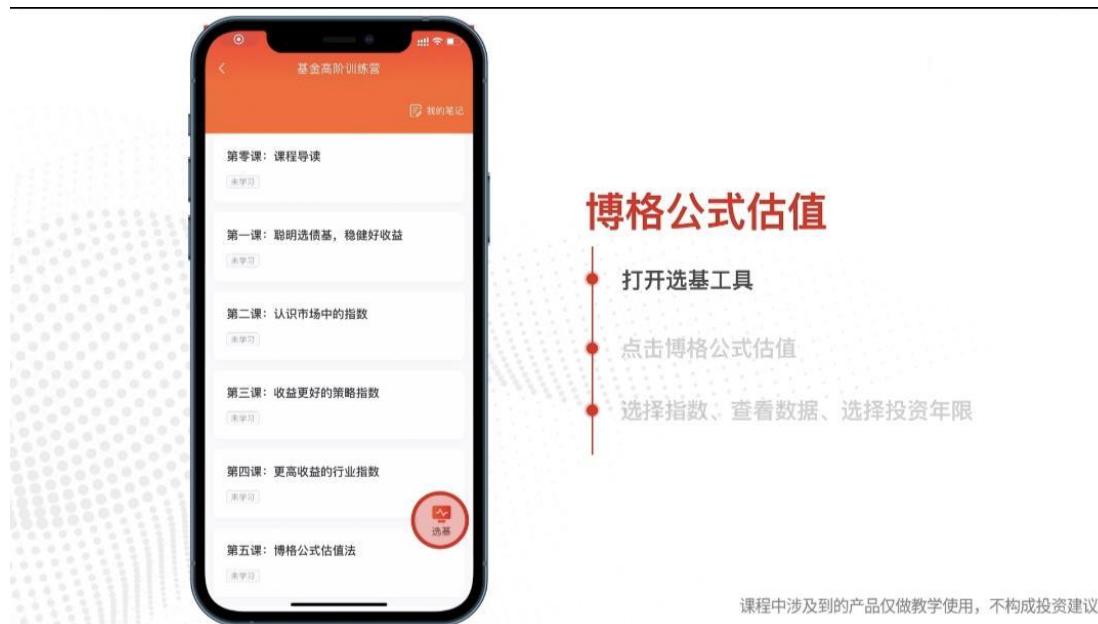 基金高阶训练营
我的笔记
第零课：课程导读
未学习
第一课：聪明选债基，稳健好收益
未学习
第二课：认识市场中的指数
未学习
第三课：收益更好的策略指数
未学习
第四课：更高收益的行业指数
未学习
选基
第五课：博格公式估值法
未学习
博格公式估值
打开选基工具
点击博格公式估值
选择指数、查看数据、选择投资年限
课程中涉及到的产品仅做教学使用，不构成投资建议